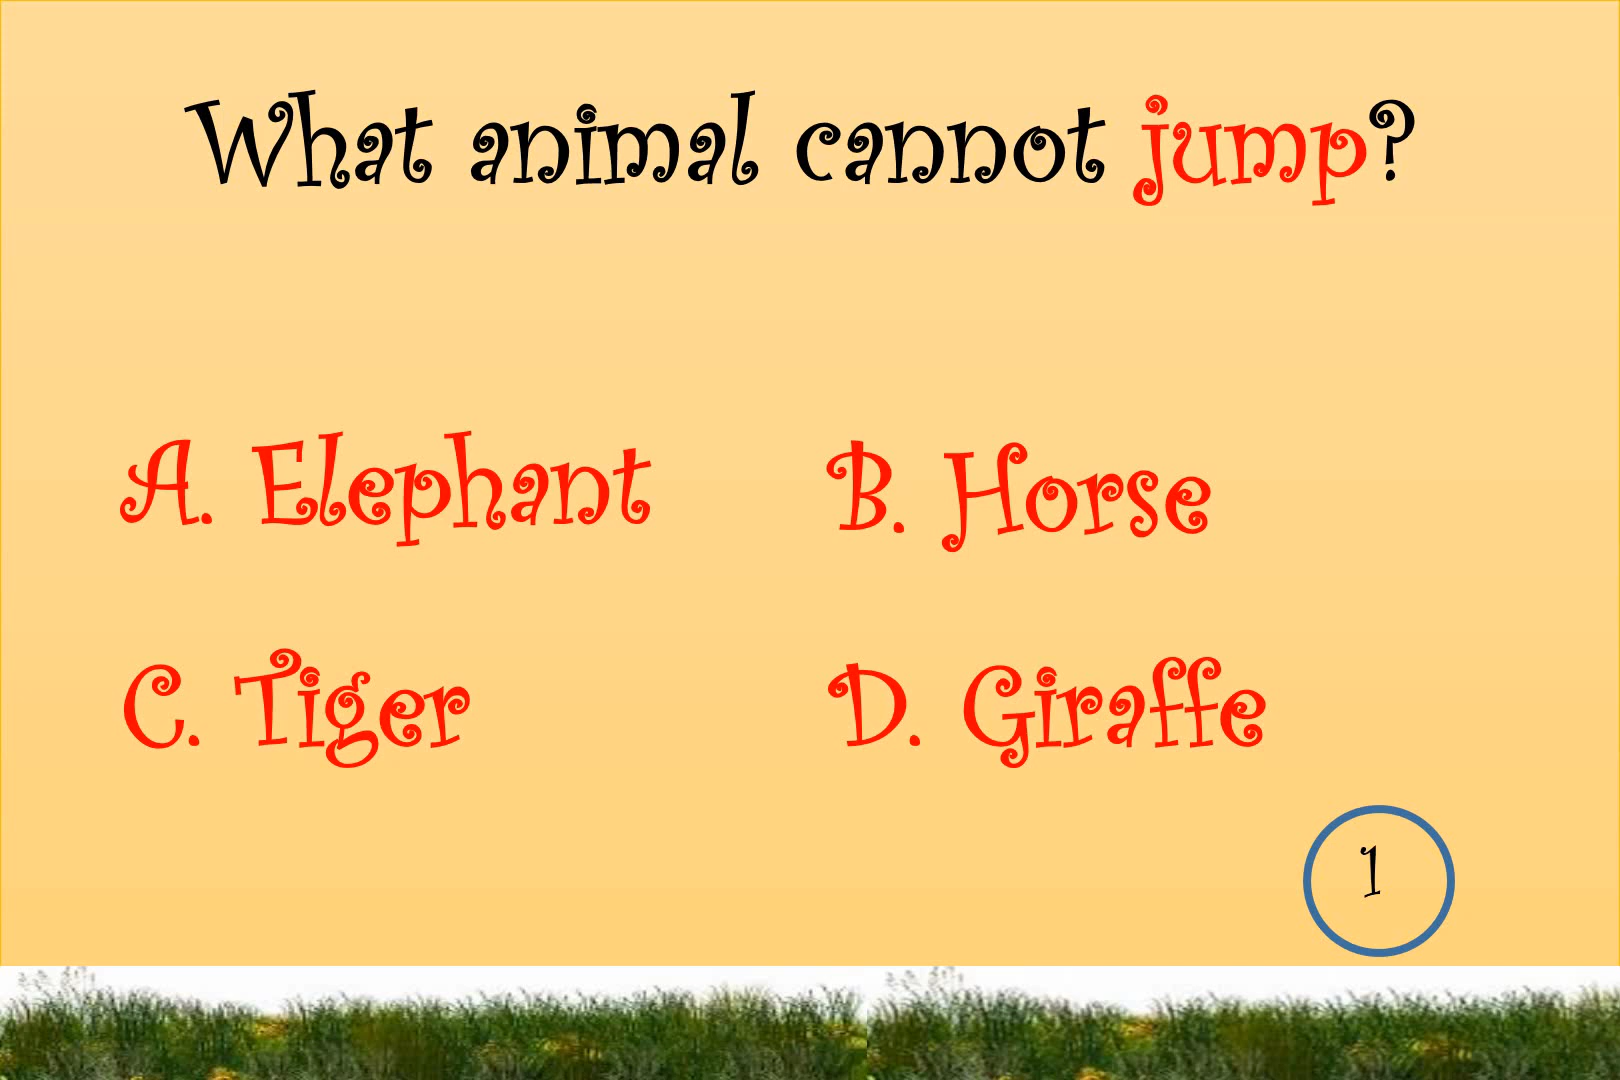 What animal cannot jump?
A. Elephant
B. Horse
C. Tiger
D. Giraffe
1